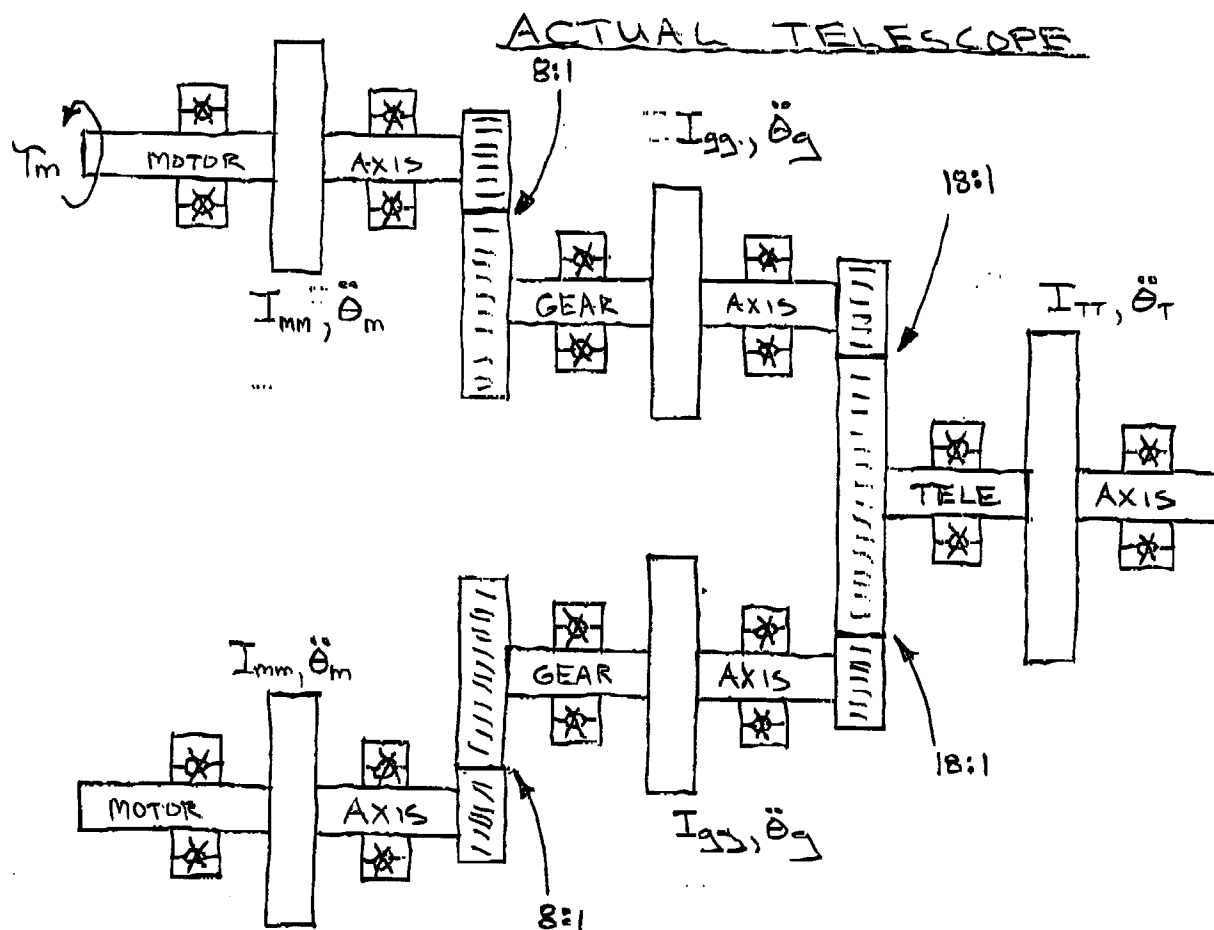 ACTUAL TELESCOPE
8:1
Igg, θ̈g
18:1
Tm
MOTOR
AXIS
Imm, θ̈m
GEAR
AXIS
ITT, θ̈T
TELE
AXIS
Imm, θ̈m
GEAR
AXIS
18:1
MOTOR
AXIS
Igg, θ̈g
8:1